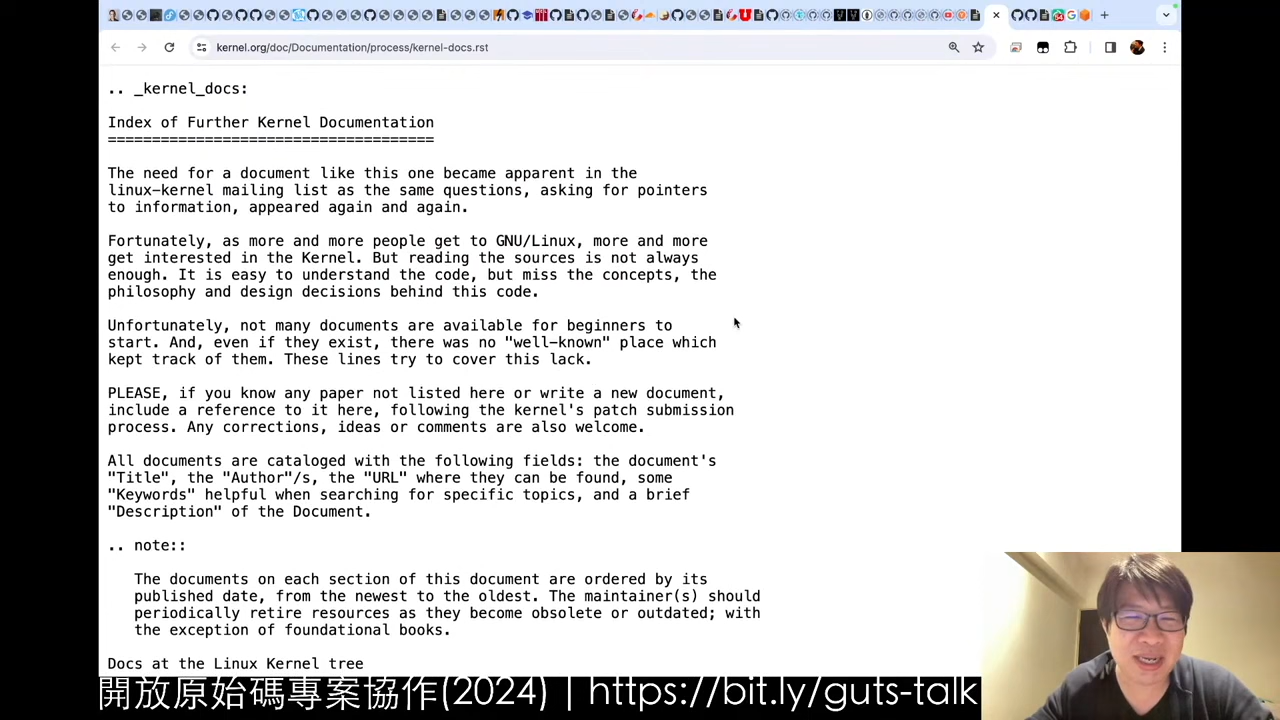 kernel.org/doc/Documentation/process/kernel-docs.rst
.. _kernel_docs:
Index of Further Kernel Documentation
=====================================
The need for a document like this one became apparent in the
linux-kernel mailing list as the same questions, asking for pointers
to information, appeared again and again.
Fortunately, as more and more people get to GNU/Linux, more and more
get interested in the Kernel. But reading the sources is not always
enough. It is easy to understand the code, but miss the concepts, the
philosophy and design decisions behind this code.
Unfortunately, not many documents are available for beginners to
start. And, even if they exist, there was no "well-known" place which
kept track of them. These lines try to cover this lack.
PLEASE, if you know any paper not listed here or write a new document,
include a reference to it here, following the kernel's patch submission
process. Any corrections, ideas or comments are also welcome.
All documents are cataloged with the following fields: the document's
"Title", the "Author"/s, the "URL" where they can be found, some
"Keywords" helpful when searching for specific topics, and a brief
"Description" of the Document.
.. note::
The documents on each section of this document are ordered by its
published date, from the newest to the oldest. The maintainer(s) should
periodically retire resources as they become obsolete or outdated; with
the exception of foundational books.
Docs at the Linux Kernel tree
開放原始碼專案協作(2024) | https://bit.ly/guts-talk